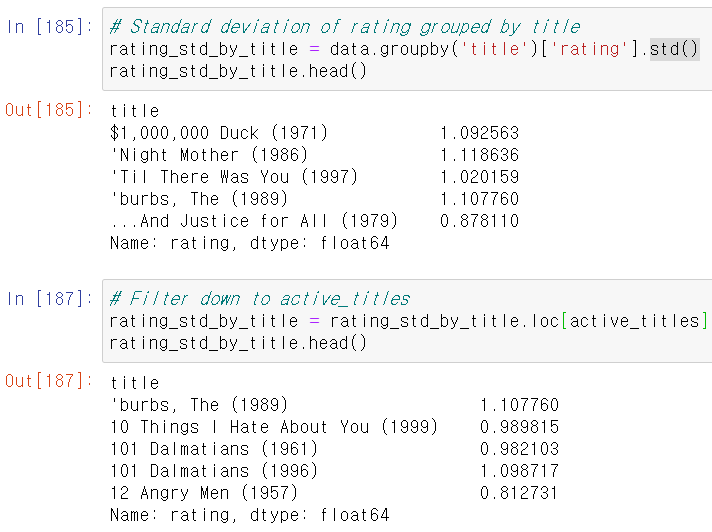 In [185]: # Standard deviation of rating grouped by title
rating_std_by_title = data.groupby('title')['rating'].std()
rating_std_by_title.head()
Out[185]: title
$1,000,000 Duck (1971) 1.092563
'Night Mother (1986) 1.118636
'Til There Was You (1997) 1.020159
'burbs, The (1989) 1.107760
...And Justice for All (1979) 0.878110
Name: rating, dtype: float64
In [187]: # Filter down to active_titles
rating_std_by_title = rating_std_by_title.loc[active_titles]
rating_std_by_title.head()
Out[187]: title
'burbs, The (1989) 1.107760
10 Things I Hate About You (1999) 0.989815
101 Dalmatians (1961) 0.982103
101 Dalmatians (1996) 1.098717
12 Angry Men (1957) 0.812731
Name: rating, dtype: float64